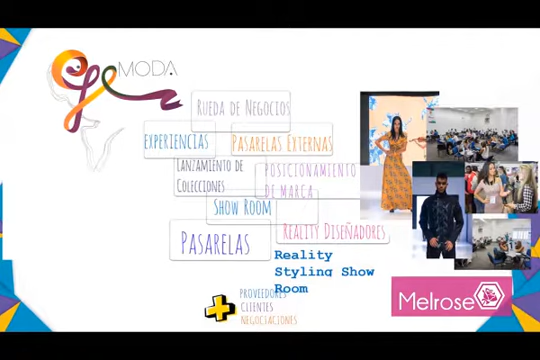 MODA
RUEDA DE NEGOCIOS
EXPERIENCIAS
PASARELAS EXTERNAS
LANZAMIENTO DE
COLECCIONES
POSICIONAMIENTO
DE MARCA
SHOW ROOM
REALITY DISEÑADORES
PASARELAS
Reality
Styling Show
Room
PROVEEDORES
CLIENTES
NEGOCIACIONES
Melrose